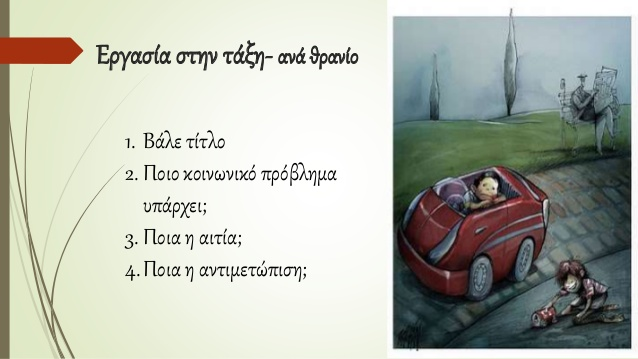 Εργασία στην τάξη- ανά θρανίο
1. Βάλε τίτλο
2. Ποιο κοινωνικό πρόβλημα
υπάρχει;
3. Ποια η αιτία;
4. Ποια η αντιμετώπιση;